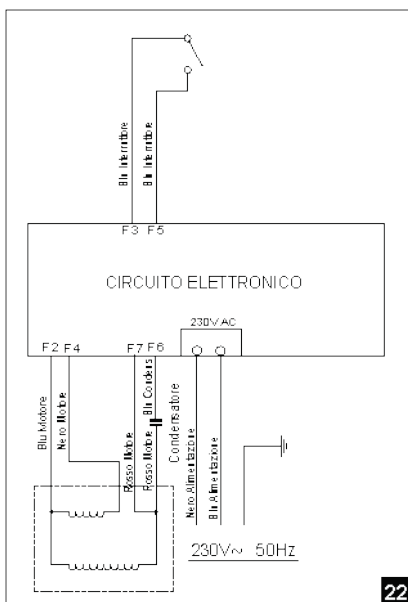 Blu Interruttore
Blu Interruttore
F3 F5
CIRCUITO ELETTRONICO
230V AC
F2 F4
F7 F6
Blu Motore
Nero Motore
Rosso Motore
Rosso Motore
Blu Condens
Condensatore
Nero Alimentazione
Blu Alimentazione
230V~ 50Hz
22